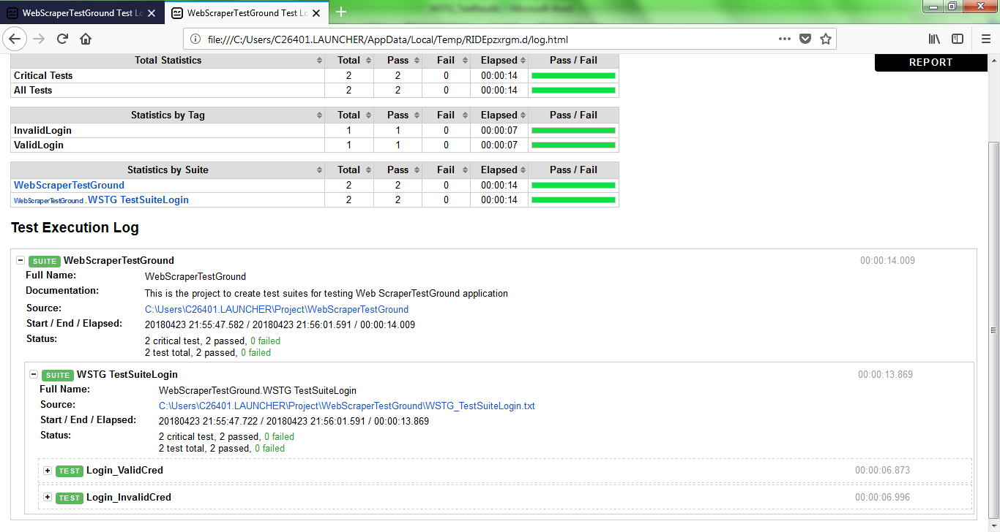 WebScraperTestGround Test Lo
WebScraperTestGround Test Lo
file:///C:/Users/C26401.LAUNCHER/AppData/Local/Temp/RIDEpzxrgm.d/log.html
REPORT
Total Statistics Total Pass Fail Elapsed Pass / Fail
Critical Tests 2 2 0 00:00:14
All Tests 2 2 0 00:00:14
Statistics by Tag Total Pass Fail Elapsed Pass / Fail
InvalidLogin 1 1 0 00:00:07
ValidLogin 1 1 0 00:00:07
Statistics by Suite Total Pass Fail Elapsed Pass / Fail
WebScraperTestGround 2 2 0 00:00:14
WebScraperTestGround . WSTG TestSuiteLogin 2 2 0 00:00:14
Test Execution Log
SUITE WebScraperTestGround 00:00:14.009
Full Name: WebScraperTestGround
Documentation: This is the project to create test suites for testing Web ScraperTestGround application
Source: C:\Users\C26401.LAUNCHER\Project\WebScraperTestGround
Start / End / Elapsed: 20180423 21:55:47.582 / 20180423 21:56:01.591 / 00:00:14.009
Status: 2 critical test, 2 passed, 0 failed
2 test total, 2 passed, 0 failed
SUITE WSTG TestSuiteLogin 00:00:13.869
Full Name: WebScraperTestGround.WSTG TestSuiteLogin
Source: C:\Users\C26401.LAUNCHER\Project\WebScraperTestGround\WSTG_TestSuiteLogin.txt
Start / End / Elapsed: 20180423 21:55:47.722 / 20180423 21:56:01.591 / 00:00:13.869
Status: 2 critical test, 2 passed, 0 failed
2 test total, 2 passed, 0 failed
TEST Login_ValidCred 00:00:06.873
TEST Login_InvalidCred 00:00:06.996